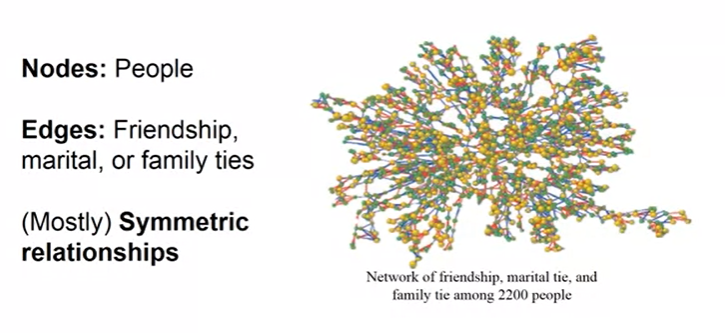 Nodes: People
Edges: Friendship,
marital, or family ties
(Mostly) Symmetric
relationships
Network of friendship, marital tie, and
family tie among 2200 people